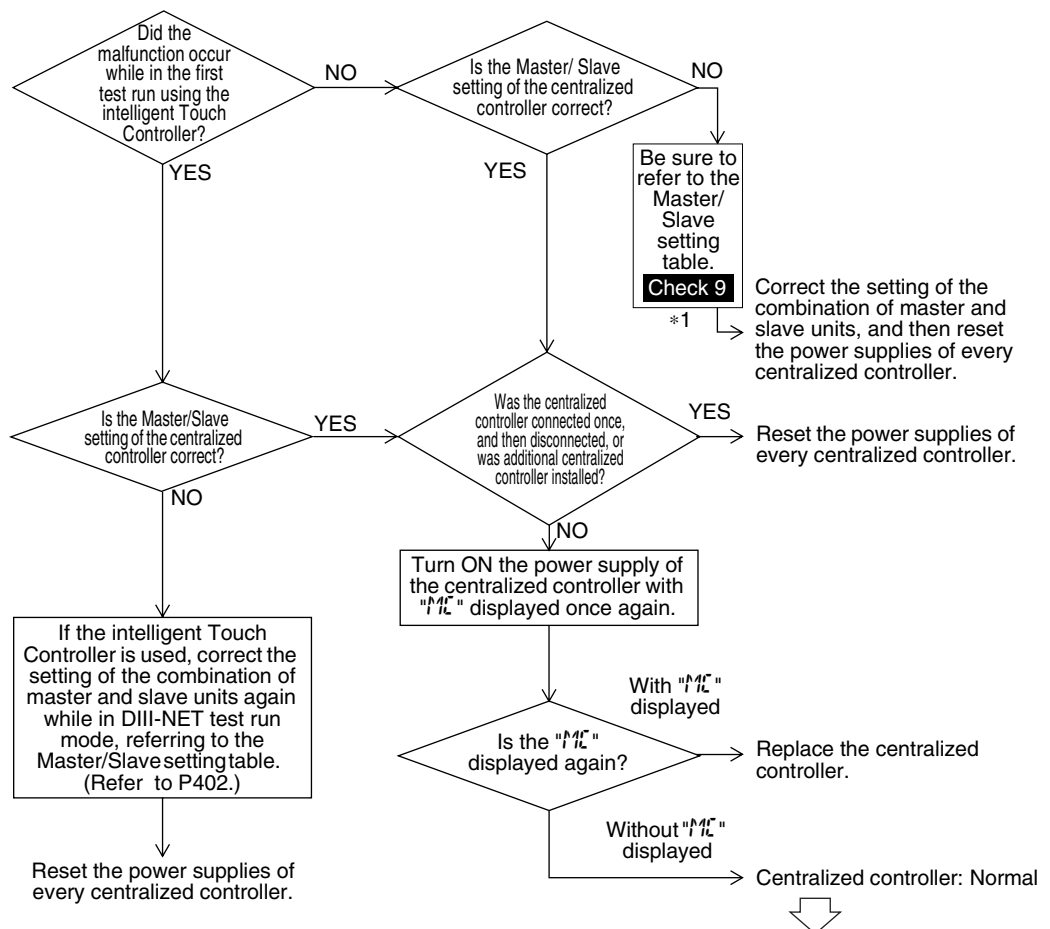 Did the
malfunction occur
while in the first
test run using the
intelligent Touch
Controller?
NO
YES
Is the Master/ Slave
setting of the centralized
controller correct?
NO
YES
Be sure to
refer to the
Master/
Slave
setting
table.
Check 9
*1
Correct the setting of the
combination of master and
slave units, and then reset
the power supplies of every
centralized controller.
Is the Master/Slave
setting of the centralized
controller correct?
YES
NO
Was the centralized
controller connected once,
and then disconnected, or
was additional centralized
controller installed?
YES
Reset the power supplies of
every centralized controller.
NO
Turn ON the power supply of
the centralized controller with
"MC" displayed once again.
If the intelligent Touch
Controller is used, correct the
setting of the combination of
master and slave units again
while in DIII-NET test run
mode, referring to the
Master/Slave setting table.
(Refer to P402.)
Reset the power supplies of
every centralized controller.
With "MC"
displayed
Is the "MC"
displayed again?
Replace the centralized
controller.
Without "MC"
displayed
Centralized controller: Normal